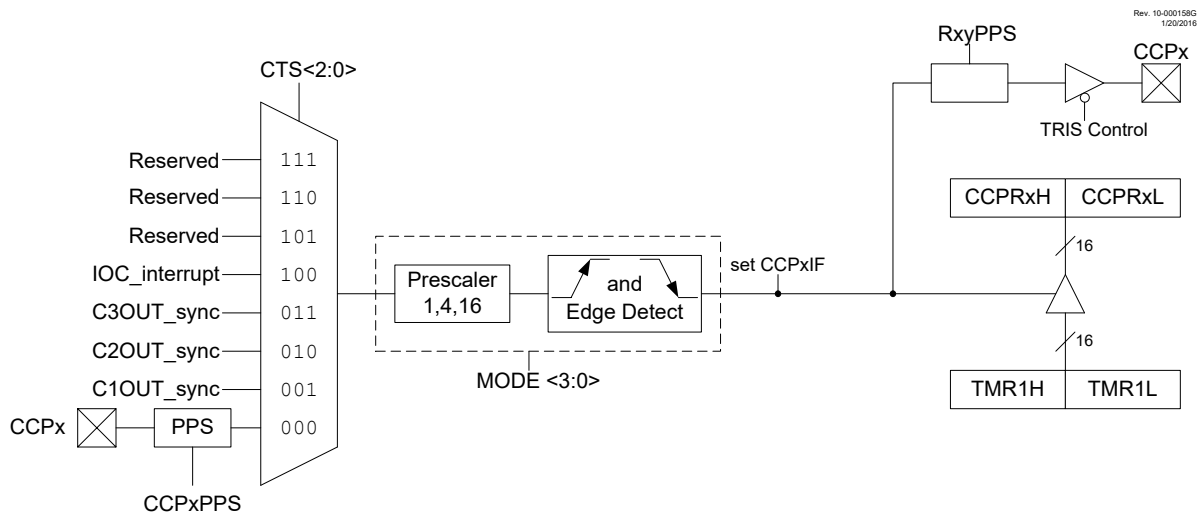 Rev. 10-000158G
1/20/2016
RxyPPS
CCPx
CTS<2:0>
TRIS Control
Reserved 111
Reserved 110
CCPRxH CCPRxL
Reserved 101
16
IOC_interrupt 100
Prescaler
1,4,16
and
Edge Detect
set CCPxIF
C3OUT_sync 011
C2OUT_sync 010
16
MODE <3:0>
C1OUT_sync 001
TMR1H TMR1L
CCPx PPS 000
CCPxPPS